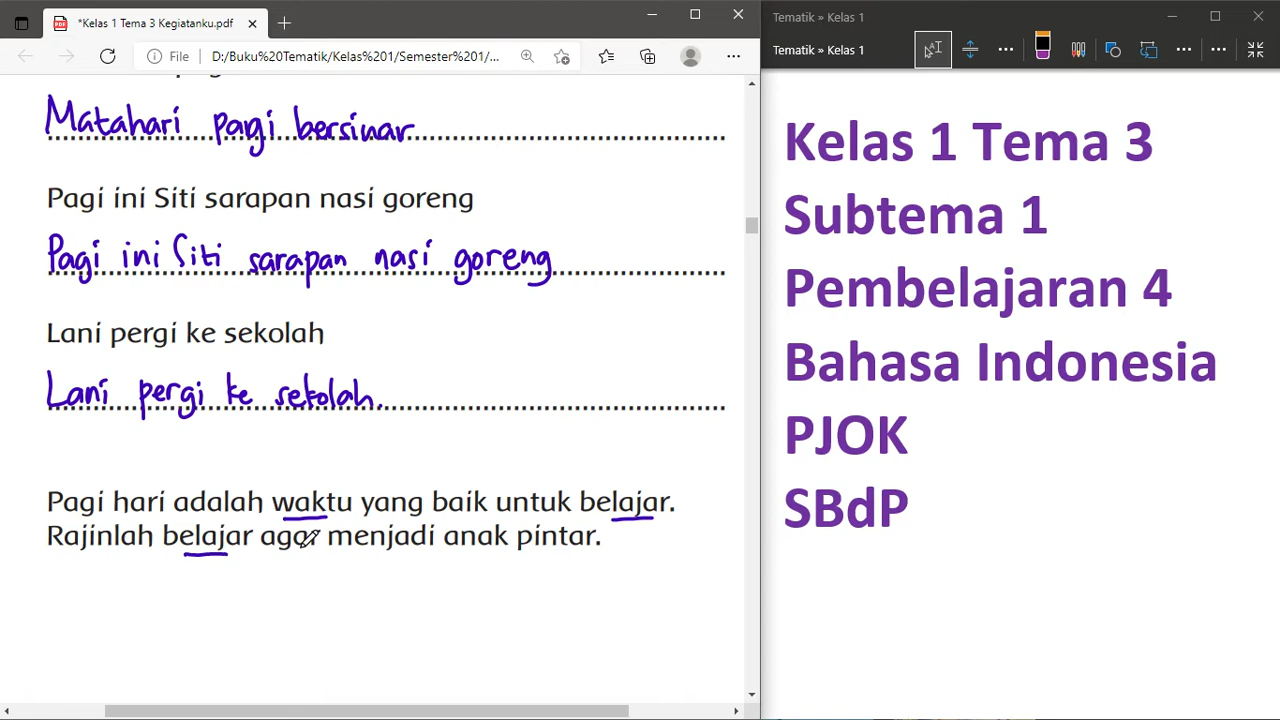 *Kelas 1 Tema 3 Kegiatanku.pdf
File
D:/Buku%20Tematik/Kelas%201/Semester%201/...
Matahari pagi bersinar
Pagi ini Siti sarapan nasi goreng
Pagi ini Siti sarapan nasi goreng
Lani pergi ke sekolah
Lani pergi ke sekolah.
Pagi hari adalah waktu yang baik untuk belajar.
Rajinlah belajar agar menjadi anak pintar.
Tematik » Kelas 1
Tematik » Kelas 1
Kelas 1 Tema 3
Subtema 1
Pembelajaran 4
Bahasa Indonesia
PJOK
SBdP